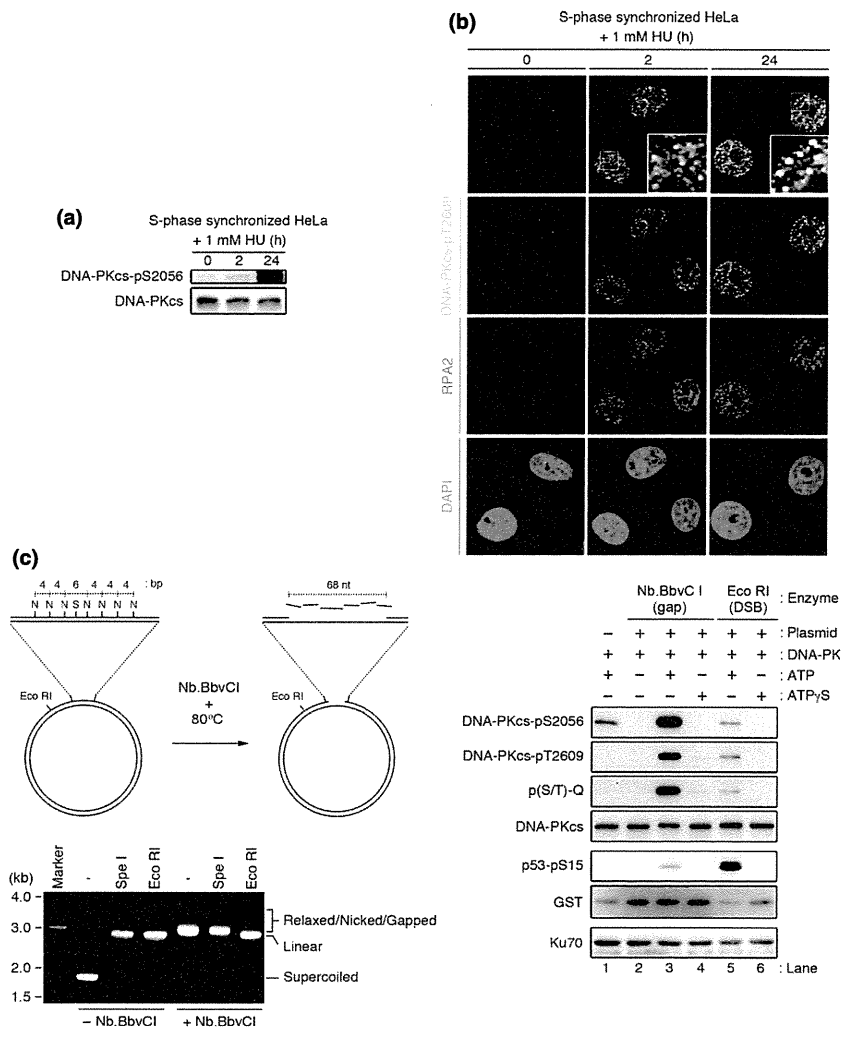 (a)
S-phase synchronized HeLa
+ 1 mM HU (h)
0 2 24
DNA-PKcs-pS2056
DNA-PKcs
(b)
S-phase synchronized HeLa
+ 1 mM HU (h)
0 2 24
DNA-PKcs-pT2609
RPA2
DAPI
(c)
4 4 6 4 4 4 : bp
N N N S N N N N
Eco RI
Nb.BbvCI
+
80°C
68 nt
Eco RI
(kb)
Marker - Spe I Eco RI - Spe I Eco RI
4.0
3.0
2.0
1.5
Relaxed/Nicked/Gapped
Linear
Supercoiled
– Nb.BbvCI + Nb.BbvCI
Nb.BbvC I (gap) Eco RI (DSB) : Enzyme
– + + + + + : Plasmid
+ + + + + + : DNA-PK
+ – + – + – : ATP
– – – + – + : ATPγS
DNA-PKcs-pS2056
DNA-PKcs-pT2609
p(S/T)-Q
DNA-PKcs
p53-pS15
GST
Ku70
1 2 3 4 5 6 : Lane